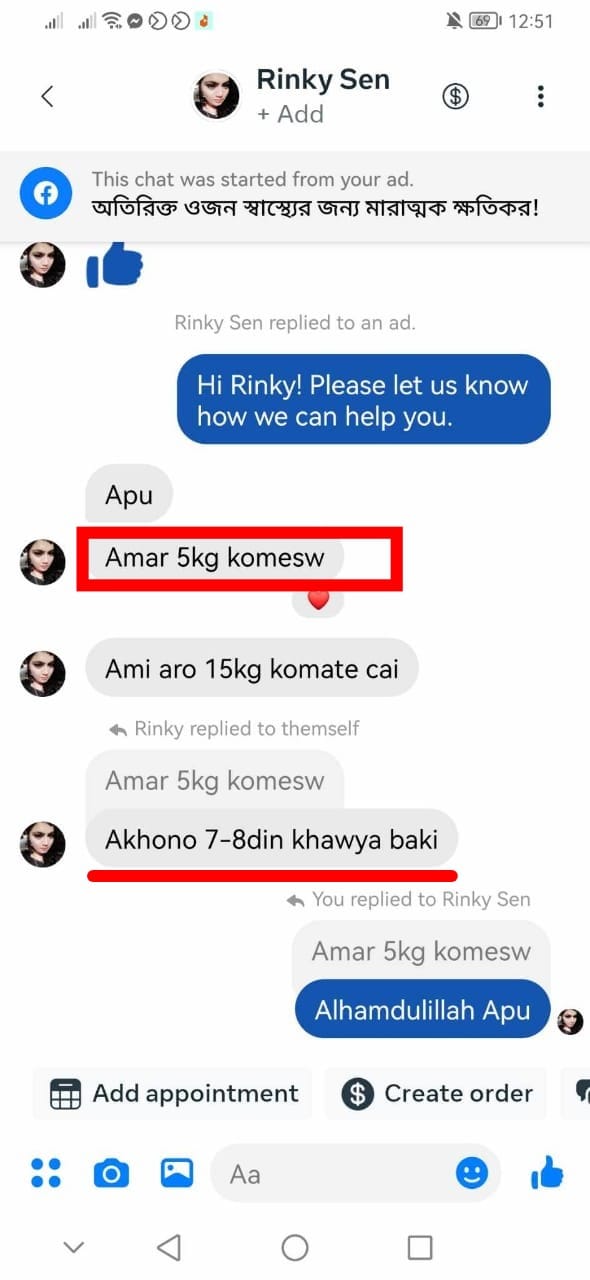 69 12:51
Rinky Sen
+ Add
This chat was started from your ad.
অতিরিক্ত ওজন স্বাস্থ্যের জন্য মারাত্মক ক্ষতিকর!
Rinky Sen replied to an ad.
Hi Rinky! Please let us know
how we can help you.
Apu
Amar 5kg komesw
Ami aro 15kg komate cai
Rinky replied to themself
Amar 5kg komesw
Akhono 7-8din khawya baki
You replied to Rinky Sen
Amar 5kg komesw
Alhamdulillah Apu
Add appointment
Create order
Aa